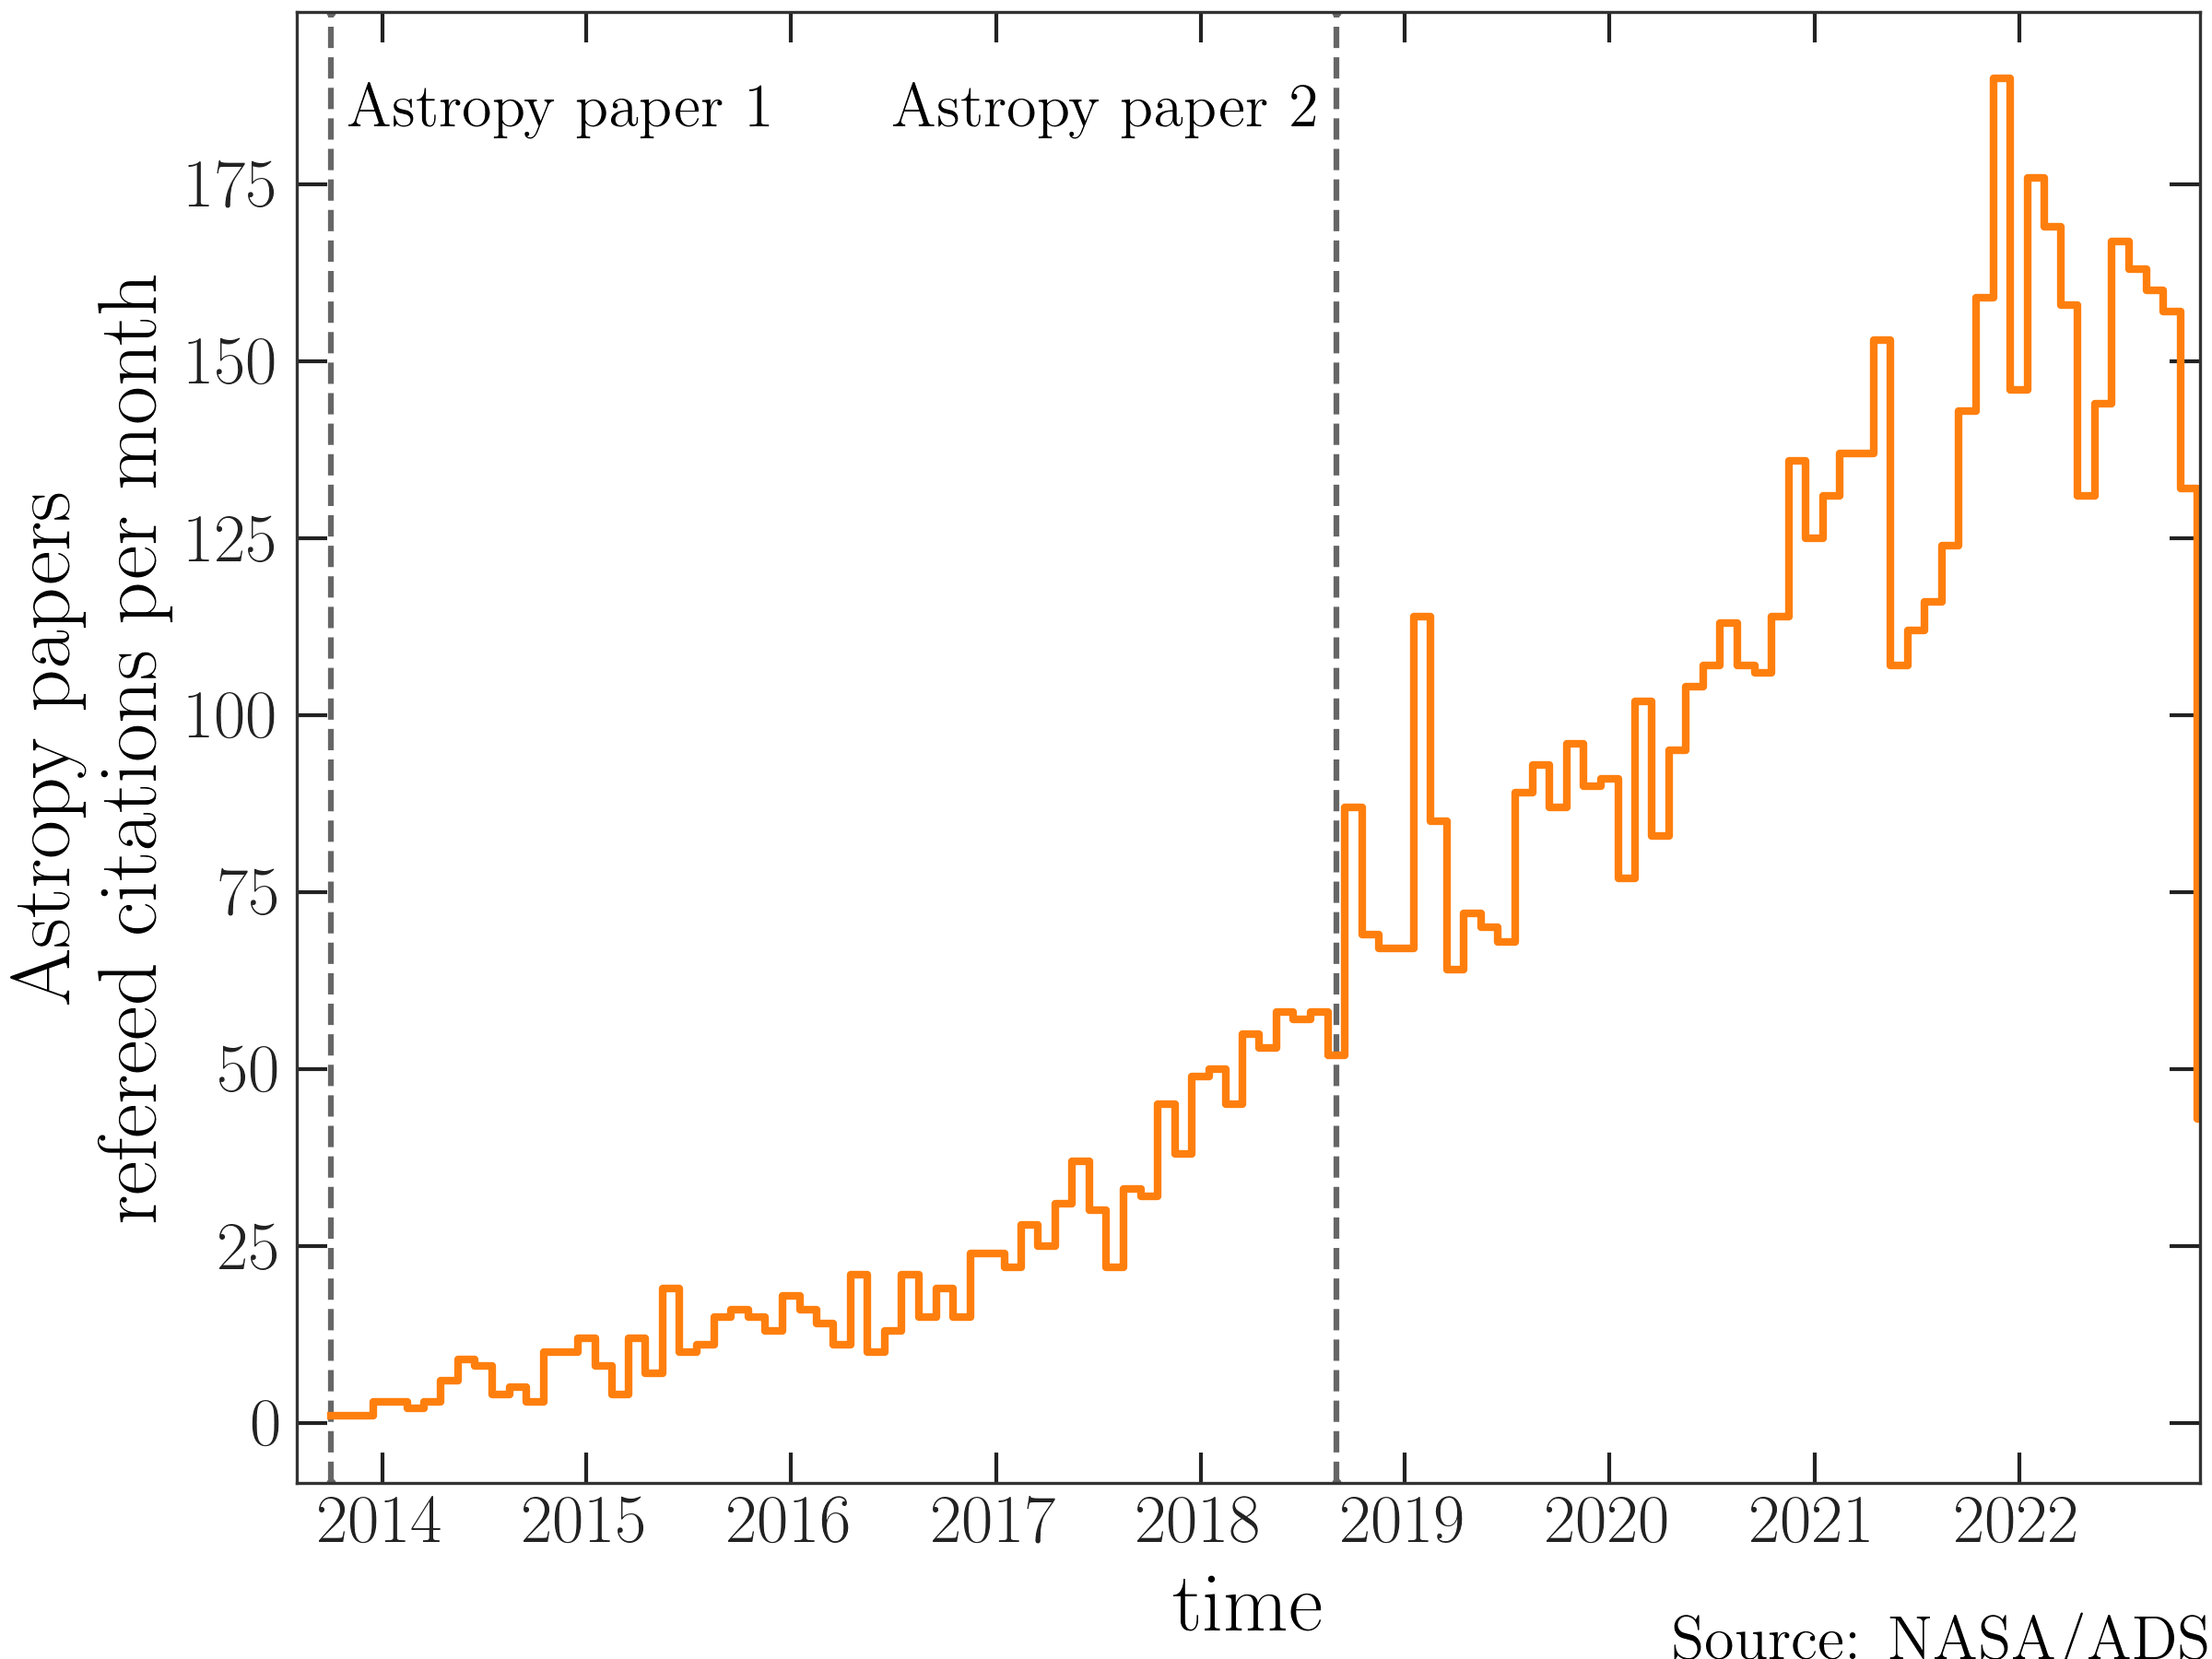 Astropy paper 1
Astropy paper 2
Astropy papers
refereed citations per month
175
150
125
100
75
50
25
0
2014 2015 2016 2017 2018 2019 2020 2021 2022
time
Source: NASA/ADS